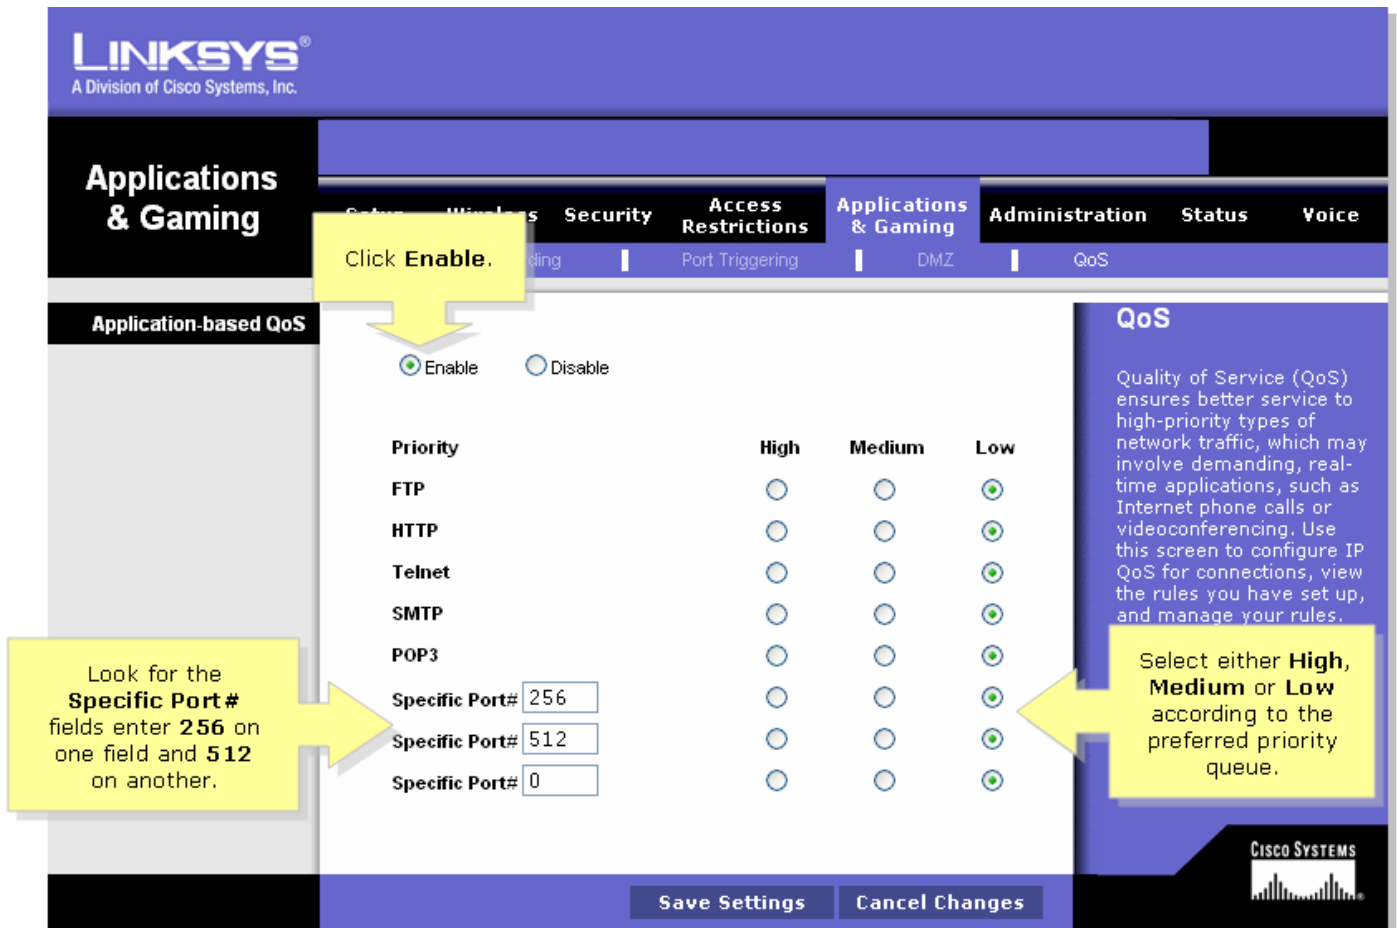 LINKSYS®
A Division of Cisco Systems, Inc.
Applications
& Gaming
Security
Access
Restrictions
Applications
& Gaming
Administration
Status
Voice
Port Triggering
DMZ
QoS
Click Enable.
Application-based QoS
Enable
Disable
Priority High Medium Low
FTP
HTTP
Telnet
SMTP
POP3
Specific Port# 256
Specific Port# 512
Specific Port# 0
Look for the
Specific Port#
fields enter 256 on
one field and 512
on another.
QoS
Quality of Service (QoS)
ensures better service to
high-priority types of
network traffic, which may
involve demanding, real-
time applications, such as
Internet phone calls or
videoconferencing. Use
this screen to configure IP
QoS for connections, view
the rules you have set up,
and manage your rules.
Select either High,
Medium or Low
according to the
preferred priority
queue.
Save Settings
Cancel Changes
CISCO SYSTEMS